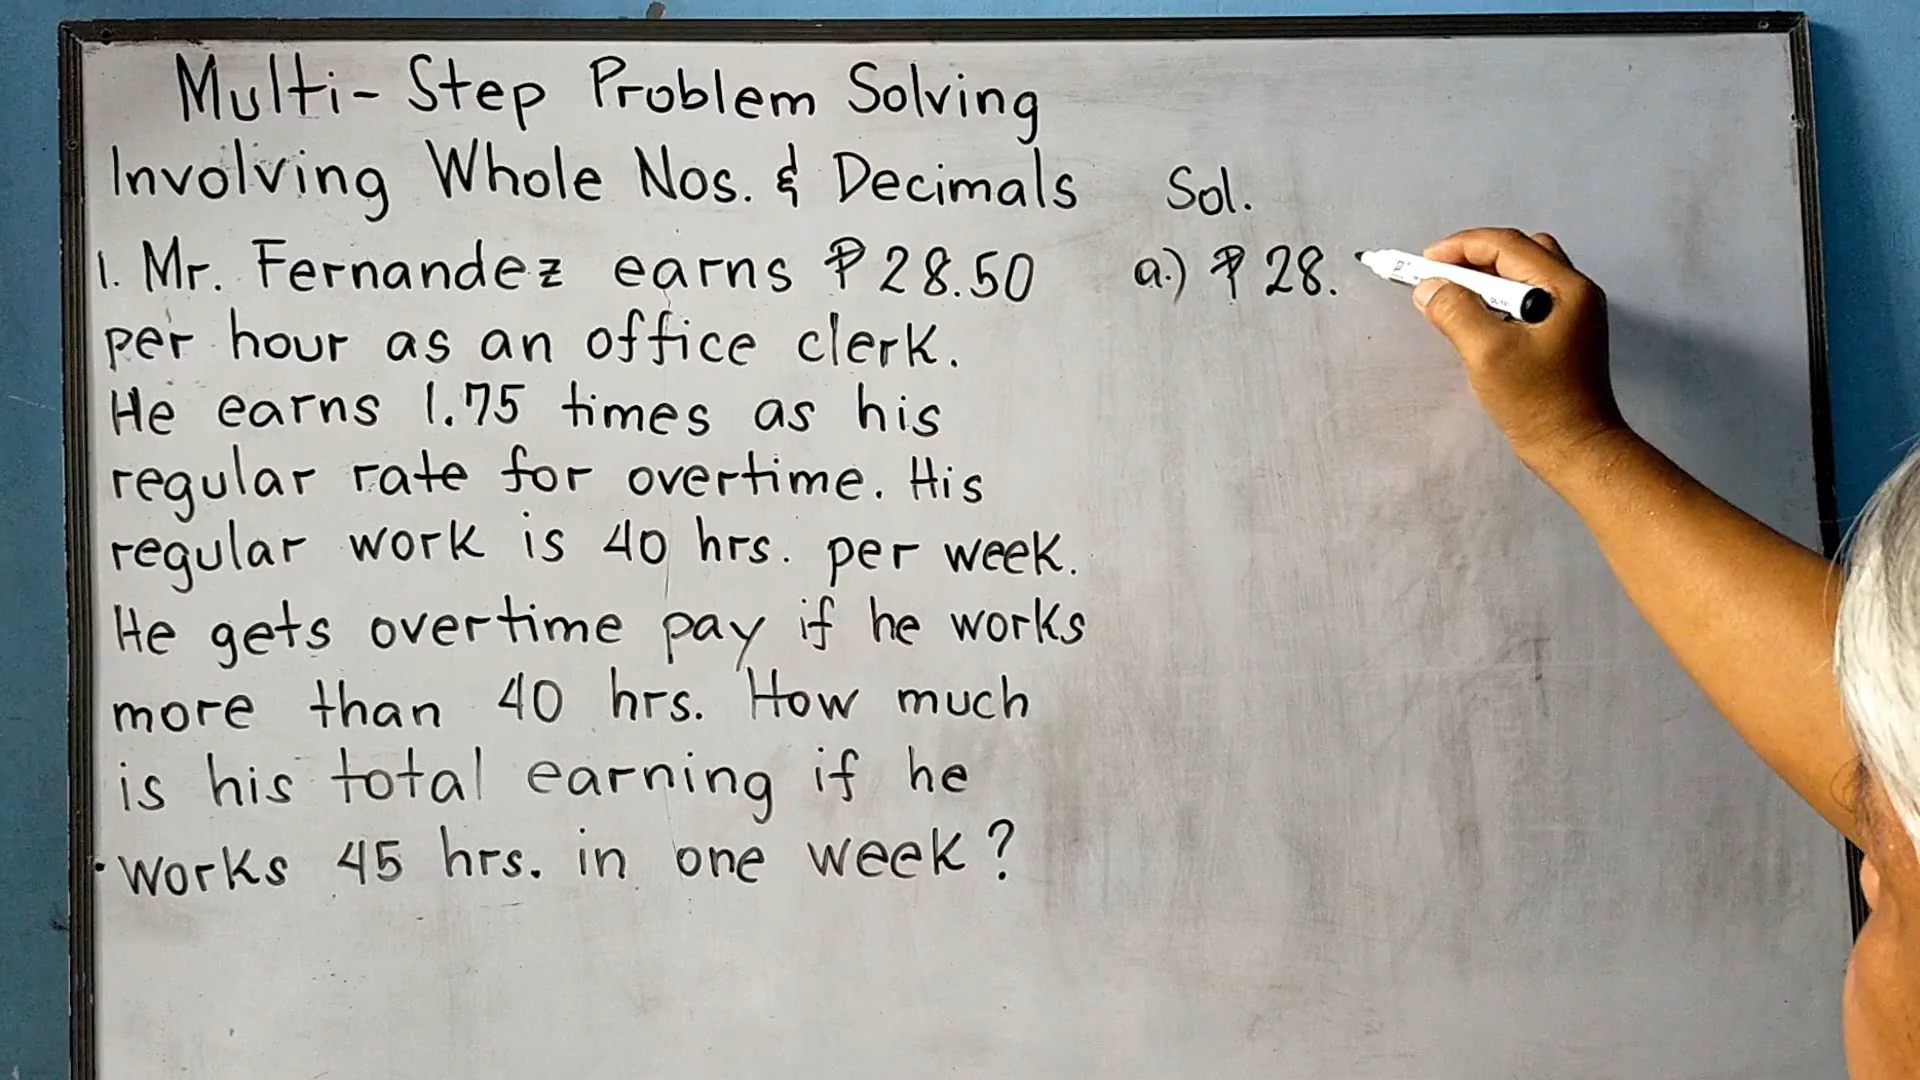 Multi-Step Problem Solving
Involving Whole Nos. & Decimals
1. Mr. Fernandez earns ₱28.50
per hour as an office clerk.
He earns 1.75 times as his
regular rate for overtime. His
regular work is 40 hrs. per week.
He gets overtime pay if he works
more than 40 hrs. How much
is his total earning if he
works 45 hrs. in one week?
Sol.
a.) ₱28.